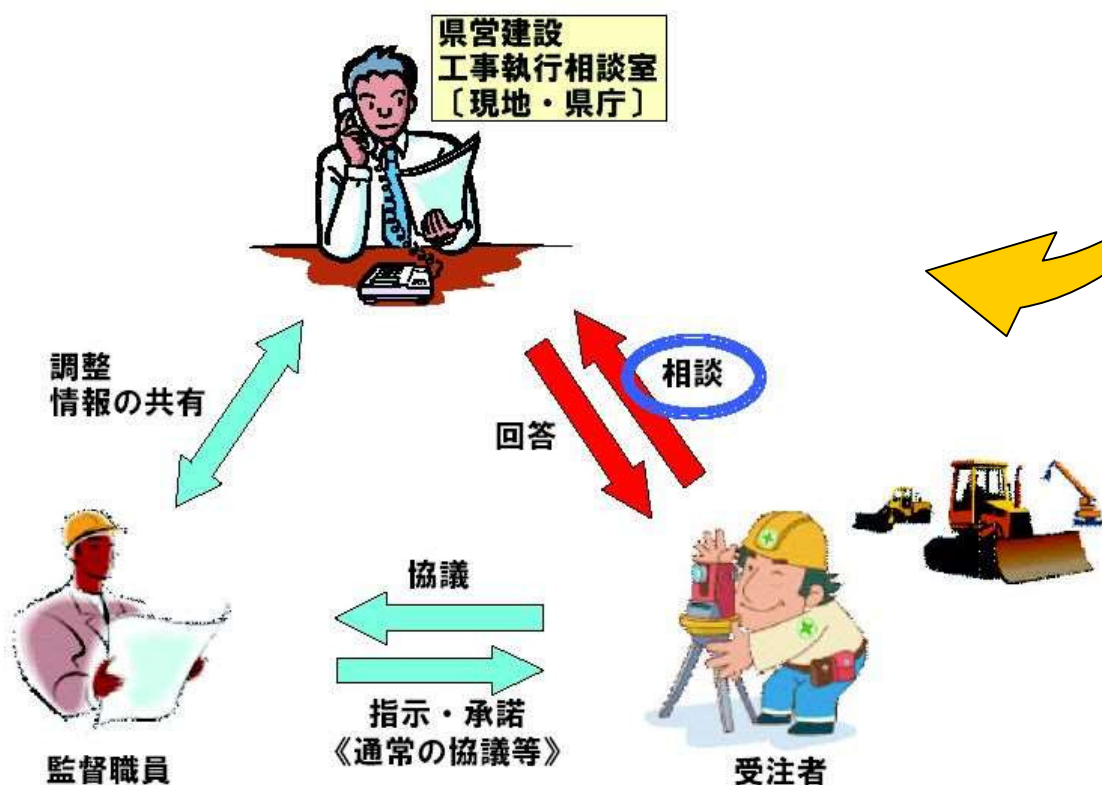 県営建設
工事執行相談室
〔現地・県庁〕
調整
情報の共有
相談
回答
協議
指示・承諾
《通常の協議等》
監督職員
受注者